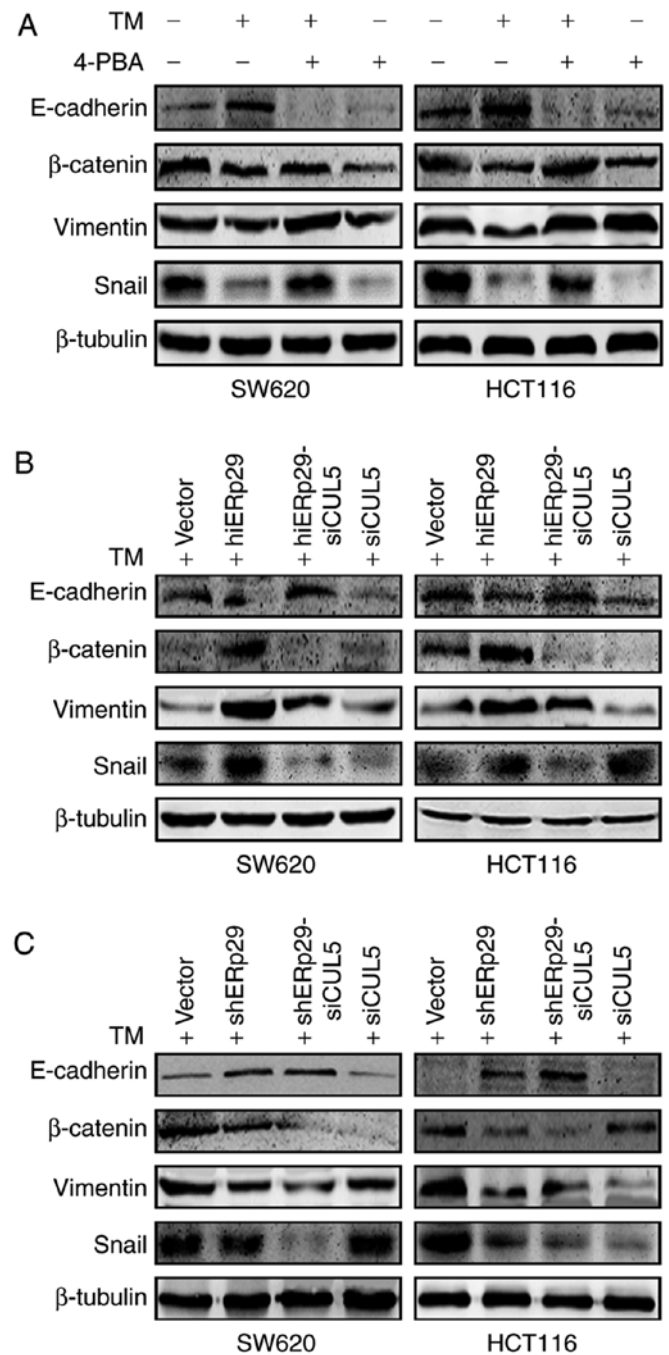 A
TM − + + − − + + −
4-PBA − − + + − − + +
E-cadherin
β-catenin
Vimentin
Snail
β-tubulin
SW620 HCT116
B
Vector hiERp29 hiERp29-siCUL5 siCUL5 Vector hiERp29 hiERp29-siCUL5 siCUL5
TM + + + + + + + +
E-cadherin
β-catenin
Vimentin
Snail
β-tubulin
SW620 HCT116
C
Vector shERp29 shERp29-siCUL5 siCUL5 Vector shERp29 shERp29-siCUL5 siCUL5
TM + + + + + + + +
E-cadherin
β-catenin
Vimentin
Snail
β-tubulin
SW620 HCT116